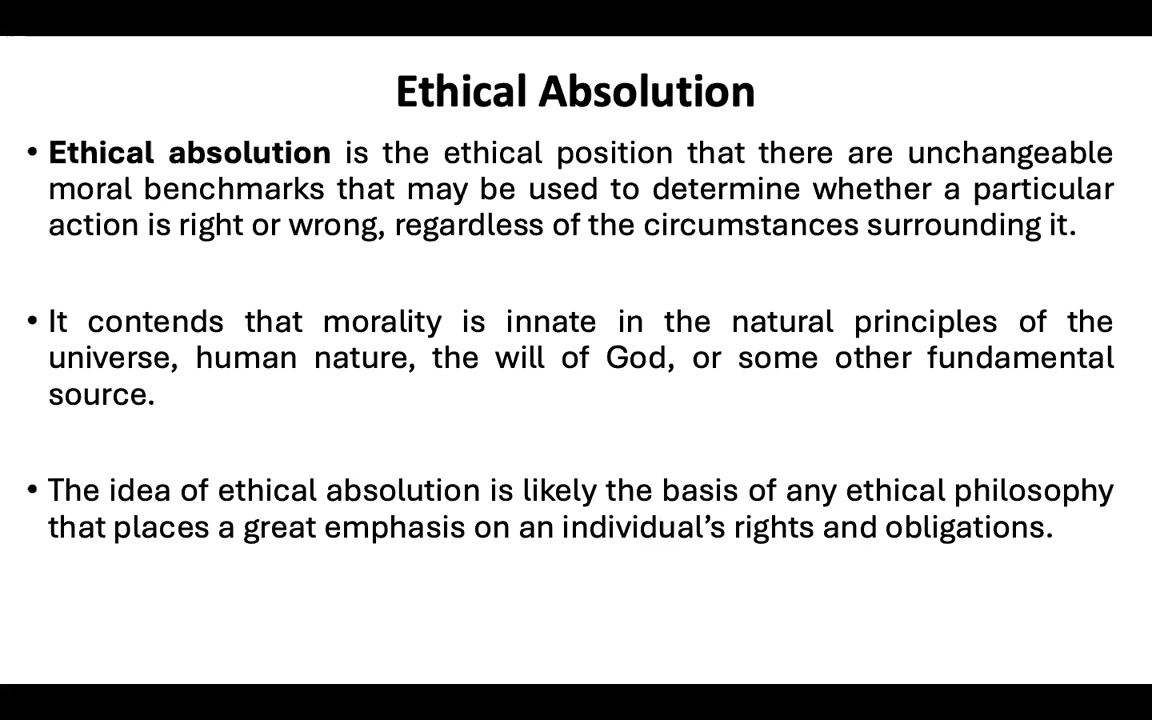 Ethical Absolution
• Ethical absolution is the ethical position that there are unchangeable
moral benchmarks that may be used to determine whether a particular
action is right or wrong, regardless of the circumstances surrounding it.
• It contends that morality is innate in the natural principles of the
universe, human nature, the will of God, or some other fundamental
source.
• The idea of ethical absolution is likely the basis of any ethical philosophy
that places a great emphasis on an individual’s rights and obligations.